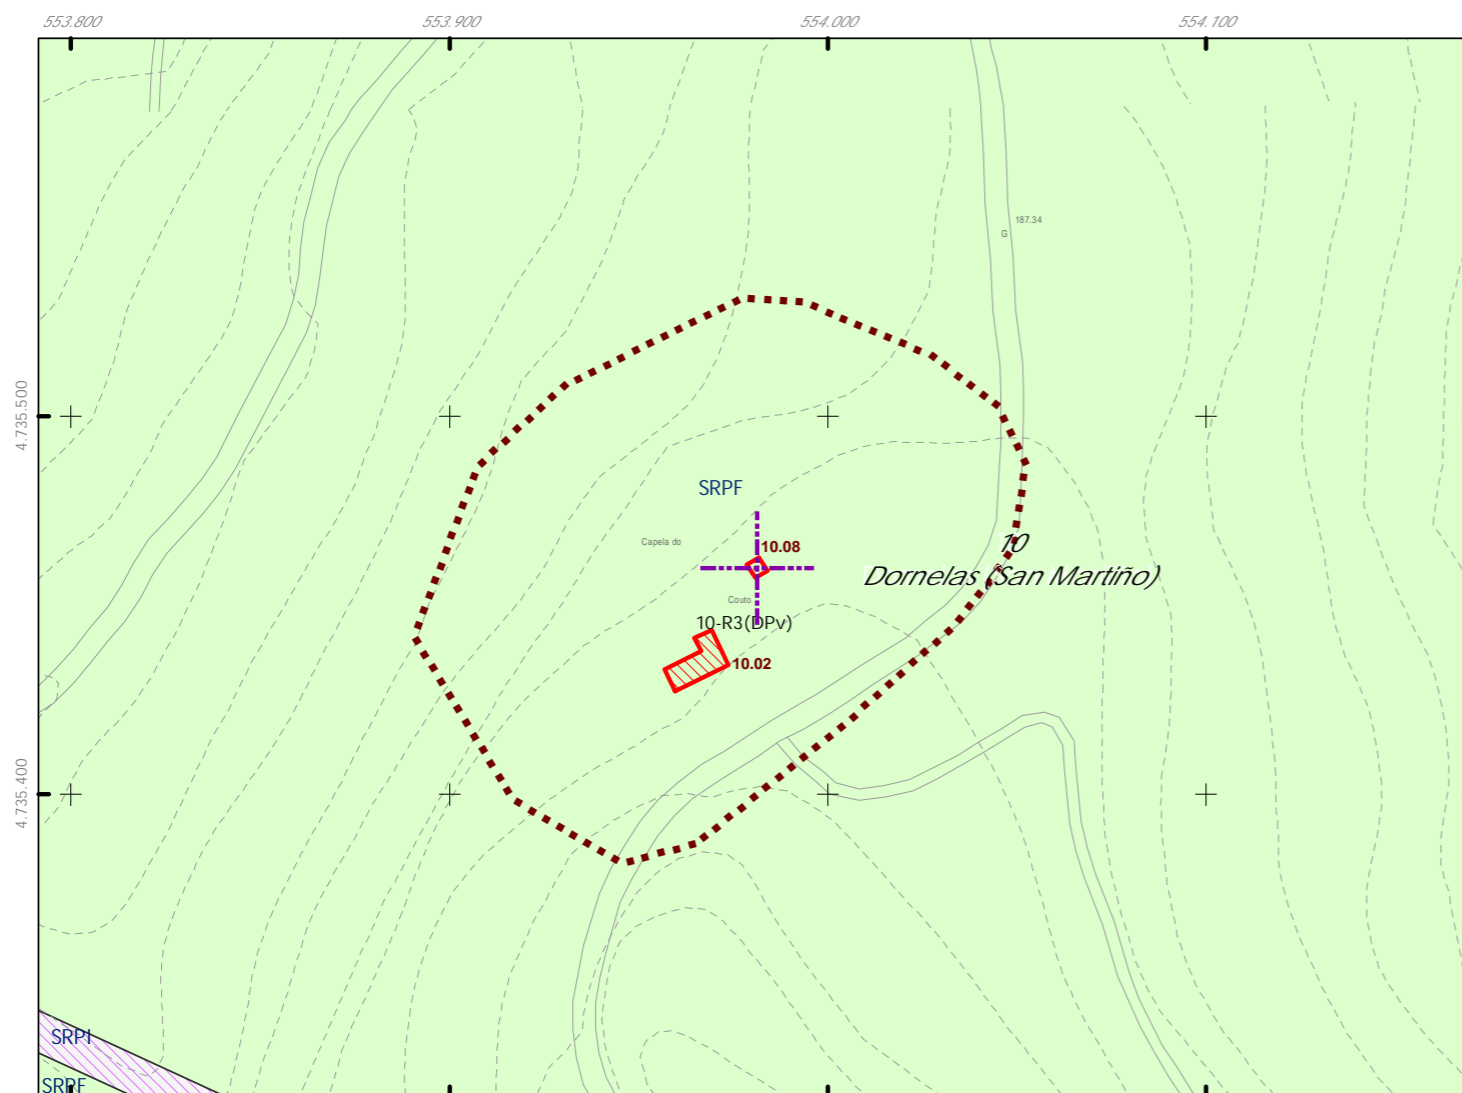 553.800
553.900
554.000
554.100
187.34
G
4.735.500
SRPF
Capela do
10.08
10
Dornelas (San Martiño)
Couto
10-R3(DPv)
10.02
4.735.400
SRPI
SRPF